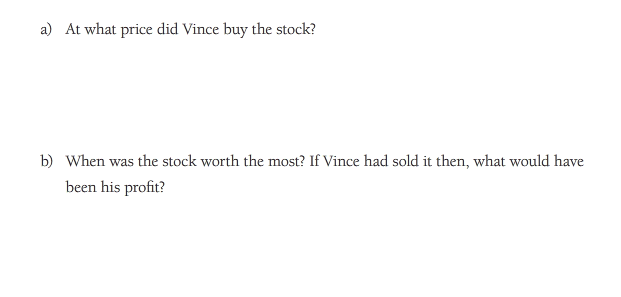 a) At what price did Vince buy the stock?
b) When was the stock worth the most? If Vince had sold it then, what would have
been his profit?